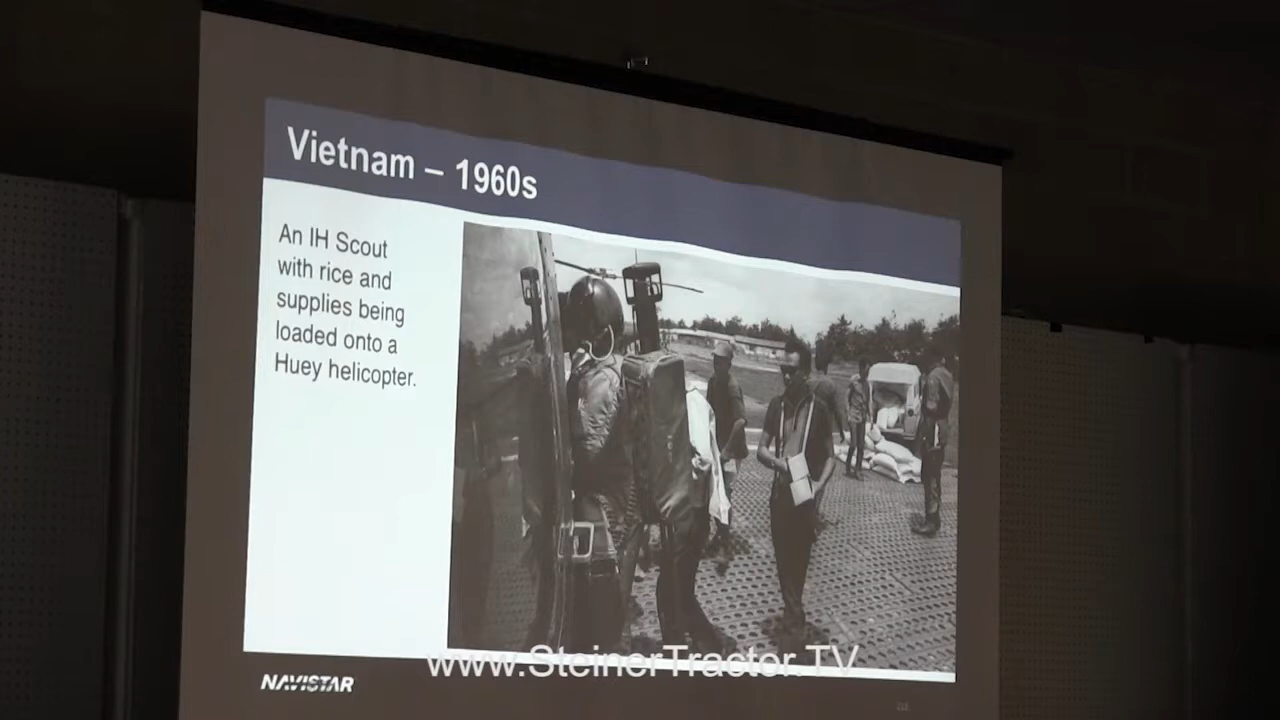 Vietnam – 1960s
An IH Scout
with rice and
supplies being
loaded onto a
Huey helicopter.
www.SteinerTractor.TV
NAVISTAR